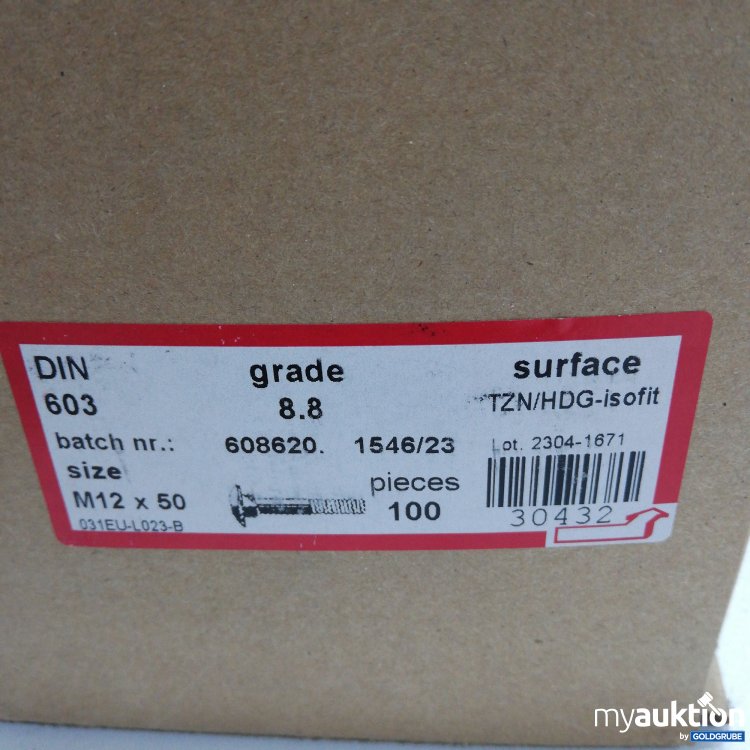 DIN grade surface
603 8.8 TZN/HDG-isofit
batch nr.: 608620. 1546/23 Lot. 2304-1671
size pieces
M12 x 50 100 30432
031EU-L023-B
myauktion
by GOLDGRUBE